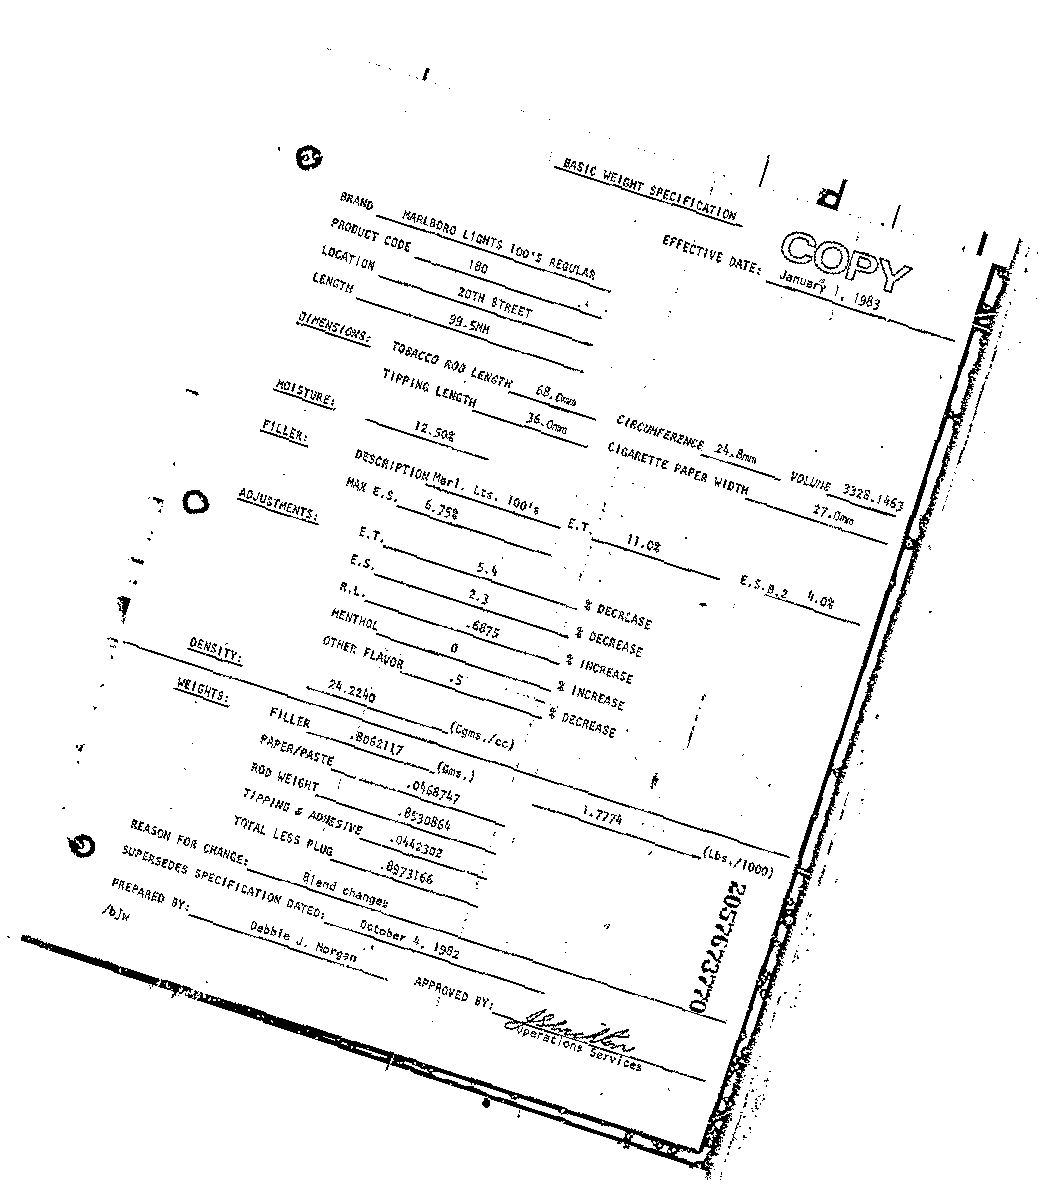 BASIC WEIGHT SPECIFICATION
d
COPY
EFFECTIVE DATE: January 1, 1983
BRAND MARLBORO LIGHTS 100'S REGULAR
PRODUCT CODE 180
LOCATION 20TH STREET
LENGTH 99.5MM
DIMENSIONS: TOBACCO ROD LENGTH 68.0mm CIRCUMFERENCE 24.8mm VOLUME 3328.1463
TIPPING LENGTH 36.0mm CIGARETTE PAPER WIDTH 27.0mm
MOISTURE: 12.50%
FILLER: DESCRIPTION Marl. Lts. 100's E.T. 11.0% E.S.B.2 4.0%
MAX E.S. 6.75%
ADJUSTMENTS: E.T. 5.4 % DECREASE
E.S. 2.3 % DECREASE
R.L. .6875 % INCREASE
MENTHOL 0 % INCREASE
OTHER FLAVOR .5 % DECREASE
DENSITY: 24.2240 (Cgms./cc)
WEIGHTS: FILLER .8062117 (Gms.) 1.7774 (Lbs./1000)
PAPER/PASTE .0468747
ROD WEIGHT .8530864
TIPPING & ADHESIVE .0442302
TOTAL LESS PLUG .8973166
REASON FOR CHANGE: Blend changes
SUPERSEDES SPECIFICATION DATED: October 4, 1982
PREPARED BY: Debbie J. Morgan
APPROVED BY:
Operations Services
/bjw
2057673770